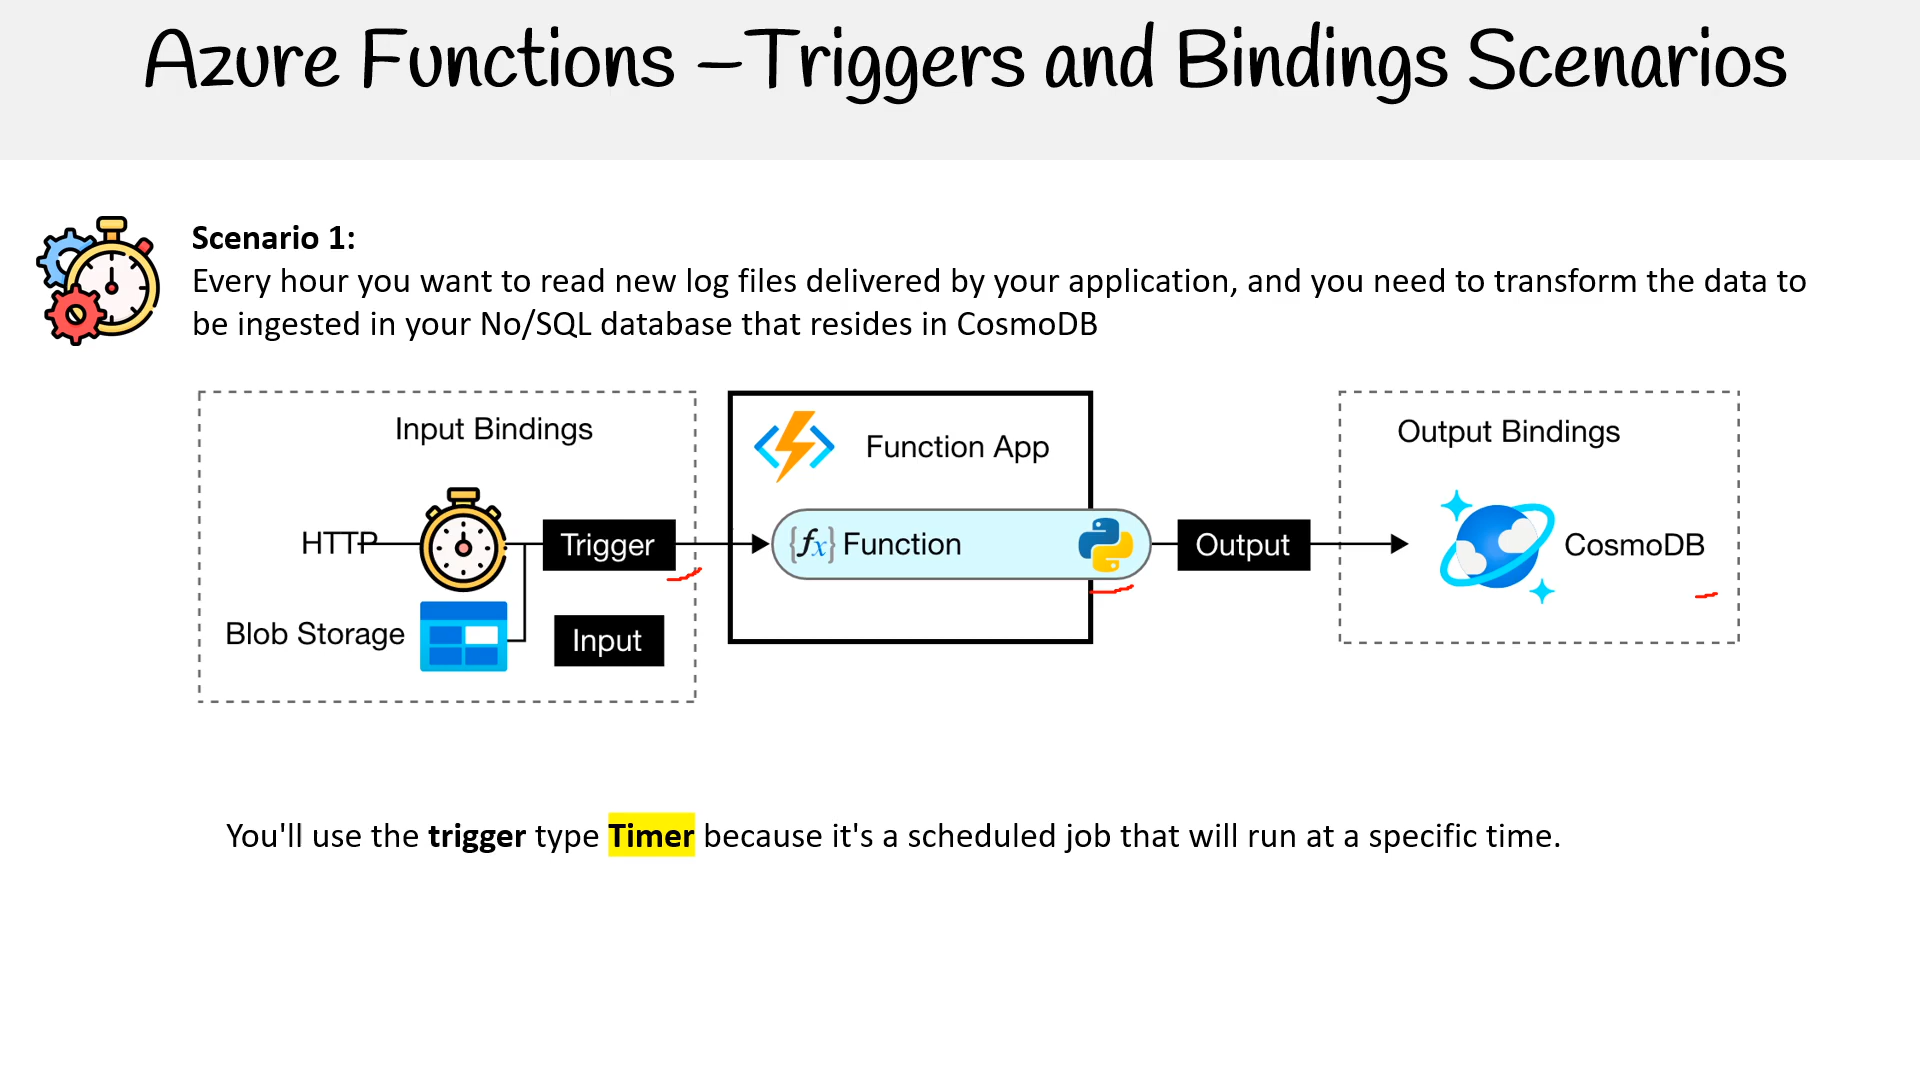 Azure Functions – Triggers and Bindings Scenarios
Scenario 1:
Every hour you want to read new log files delivered by your application, and you need to transform the data to
be ingested in your No/SQL database that resides in CosmoDB
Input Bindings
HTTP
Trigger
Blob Storage
Input
Function App
{fx} Function
Output
Output Bindings
CosmoDB
You'll use the trigger type Timer because it's a scheduled job that will run at a specific time.